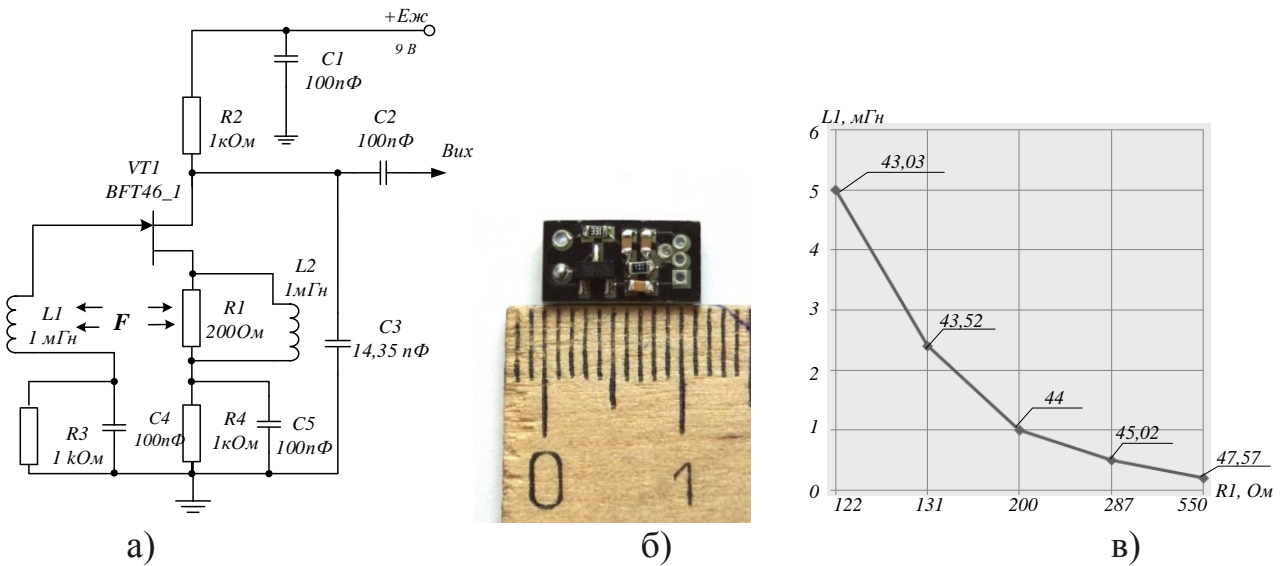 +Eж
9 В
C1
100пФ
R2
1кОм
C2
100пФ
Вих
VT1
BFT46_1
L2
1мГн
L1
1 мГн
F
R1
200Ом
C3
14,35 пФ
R3
1 kОм
C4
100пФ
R4
1кОм
C5
100пФ
а)
0
1
б)
L1, мГн
6
5
4
3
2
1
0
43,03
43,52
44
45,02
47,57
122
131
200
287
550
R1, Ом
в)